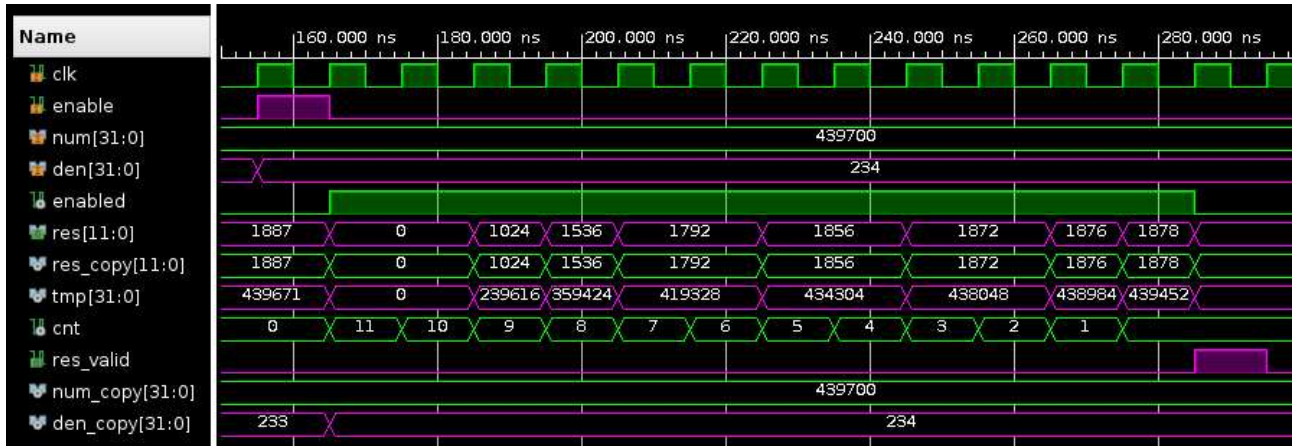 Name 160.000 ns 180.000 ns 200.000 ns 220.000 ns 240.000 ns 260.000 ns 280.000 ns
clk
enable
num[31:0] 439700
den[31:0] 234
enabled
res[11:0] 1887 0 1024 1536 1792 1856 1872 1876 1878
res_copy[11:0] 1887 0 1024 1536 1792 1856 1872 1876 1878
tmp[31:0] 439671 0 239616 359424 419328 434304 438048 438984 439452
cnt 0 11 10 9 8 7 6 5 4 3 2 1
res_valid
num_copy[31:0] 439700
den_copy[31:0] 233 234